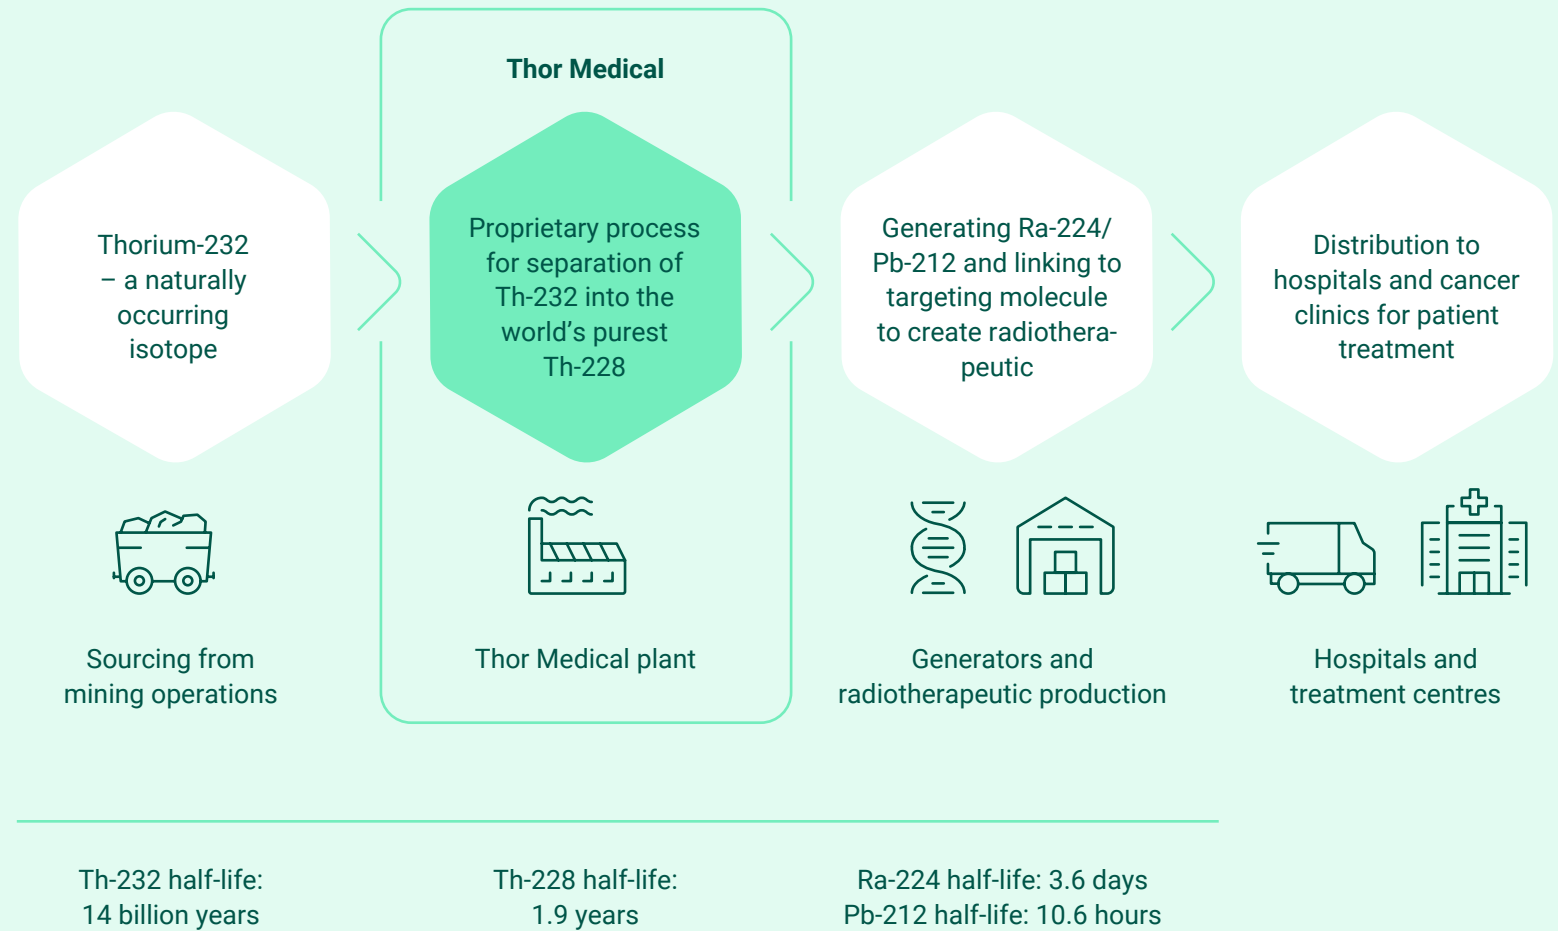 Thor Medical
Thorium-232
– a naturally
occurring
isotope
Proprietary process
for separation of
Th-232 into the
world’s purest
Th-228
Generating Ra-224/
Pb-212 and linking to
targeting molecule
to create radiothera-
peutic
Distribution to
hospitals and cancer
clinics for patient
treatment
Sourcing from
mining operations
Thor Medical plant
Generators and
radiotherapeutic production
Hospitals and
treatment centres
Th-232 half-life:
14 billion years
Th-228 half-life:
1.9 years
Ra-224 half-life: 3.6 days
Pb-212 half-life: 10.6 hours